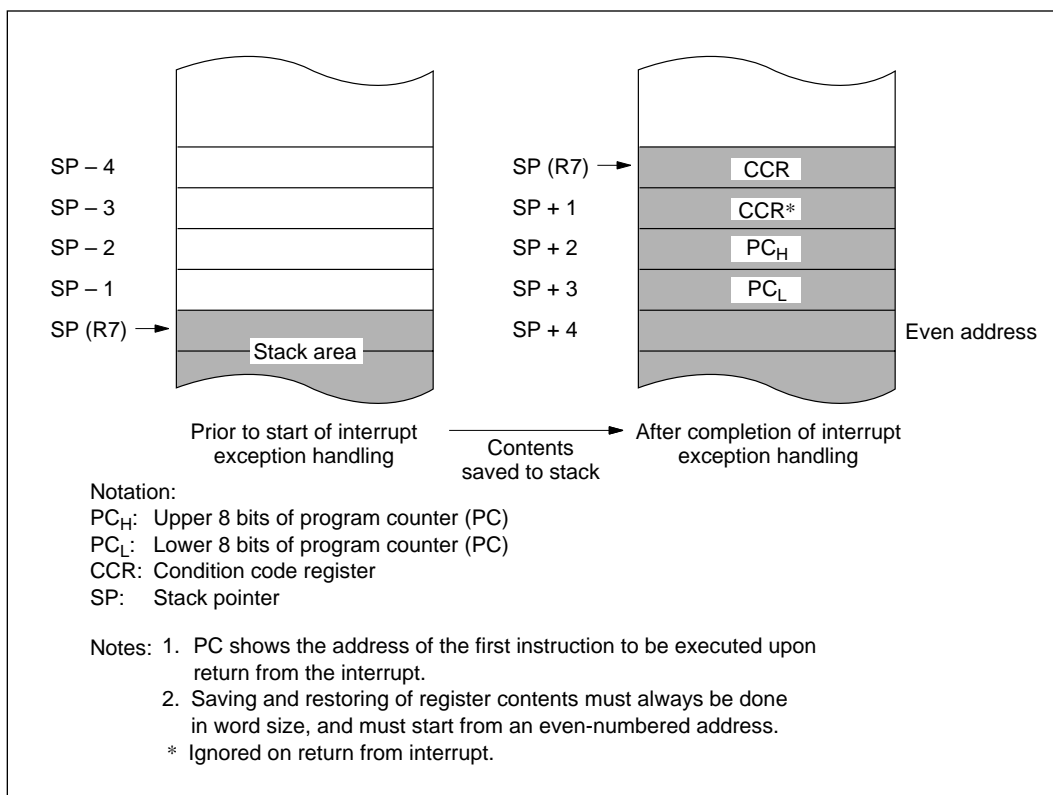 SP – 4
SP – 3
SP – 2
SP – 1
SP (R7)
Stack area
SP (R7)
SP + 1
SP + 2
SP + 3
SP + 4
CCR
CCR*
PCH
PCL
Even address
Prior to start of interrupt
exception handling
Contents
saved to stack
After completion of interrupt
exception handling
Notation:
PCH: Upper 8 bits of program counter (PC)
PCL: Lower 8 bits of program counter (PC)
CCR: Condition code register
SP: Stack pointer
Notes: 1. PC shows the address of the first instruction to be executed upon
return from the interrupt.
2. Saving and restoring of register contents must always be done
in word size, and must start from an even-numbered address.
* Ignored on return from interrupt.